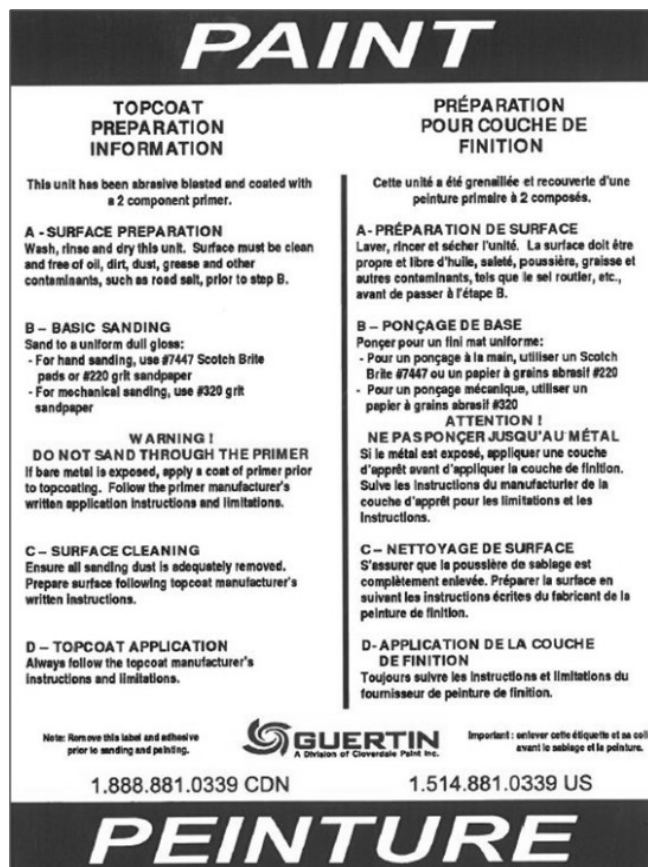 PAINT
TOPCOAT
PREPARATION
INFORMATION
This unit has been abrasive blasted and coated with
a 2 component primer.
A - SURFACE PREPARATION
Wash, rinse and dry this unit. Surface must be clean
and free of oil, dirt, dust, grease and other
contaminants, such as road salt, prior to step B.
B – BASIC SANDING
Sand to a uniform dull gloss:
- For hand sanding, use #7447 Scotch Brite
pads or #220 grit sandpaper
- For mechanical sanding, use #320 grit
sandpaper
WARNING !
DO NOT SAND THROUGH THE PRIMER
If bare metal is exposed, apply a coat of primer prior
to topcoating. Follow the primer manufacturer's
written application instructions and limitations.
C – SURFACE CLEANING
Ensure all sanding dust is adequately removed.
Prepare surface following topcoat manufacturer's
written instructions.
D – TOPCOAT APPLICATION
Always follow the topcoat manufacturer's
instructions and limitations.
Note: Remove this label and adhesive
prior to sanding and painting.
PRÉPARATION
POUR COUCHE DE
FINITION
Cette unité a été grenaillée et recouverte d'une
peinture primaire à 2 composés.
A- PRÉPARATION DE SURFACE
Laver, rincer et sécher l'unité. La surface doit être
propre et libre d'huile, saleté, poussière, graisse et
autres contaminants, tels que le sel routier, etc.,
avant de passer à l'étape B.
B – PONÇAGE DE BASE
Ponçer pour un fini mat uniforme:
- Pour un ponçage à la main, utiliser un Scotch
Brite #7447 ou un papier à grains abrasif #220
- Pour un ponçage mécanique, utiliser un
papier à grains abrasif #320
ATTENTION !
NE PAS PONÇER JUSQU'AU MÉTAL
Si le métal est exposé, appliquer une couche
d'apprêt avant d'appliquer la couche de finition.
Suive les instructions du manufacturier de la
couche d'apprêt pour les limitations et les
instructions.
C – NETTOYAGE DE SURFACE
S'assurer que la poussière de sablage est
complètement enlevée. Préparer la surface en
suivant les instructions écrites du fabricant de la
peinture de finition.
D- APPLICATION DE LA COUCHE
DE FINITION
Toujours suivre les instructions et limitations du
fournisseur de peinture de finition.
Important : enlever cette étiquette et sa coll
avant le sablage et la peinture.
GUERTIN
A Division of Cloverdale Paint Inc.
1.888.881.0339 CDN
1.514.881.0339 US
PEINTURE